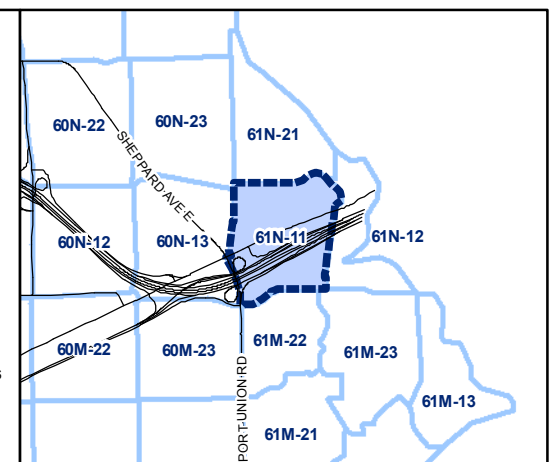 60N-22
60N-23
61N-21
SHEPPARD AVE E
60N-12
60N-13
61N-11
61N-12
60M-22
60M-23
61M-22
61M-23
s
PORT UNION RD
61M-13
61M-21